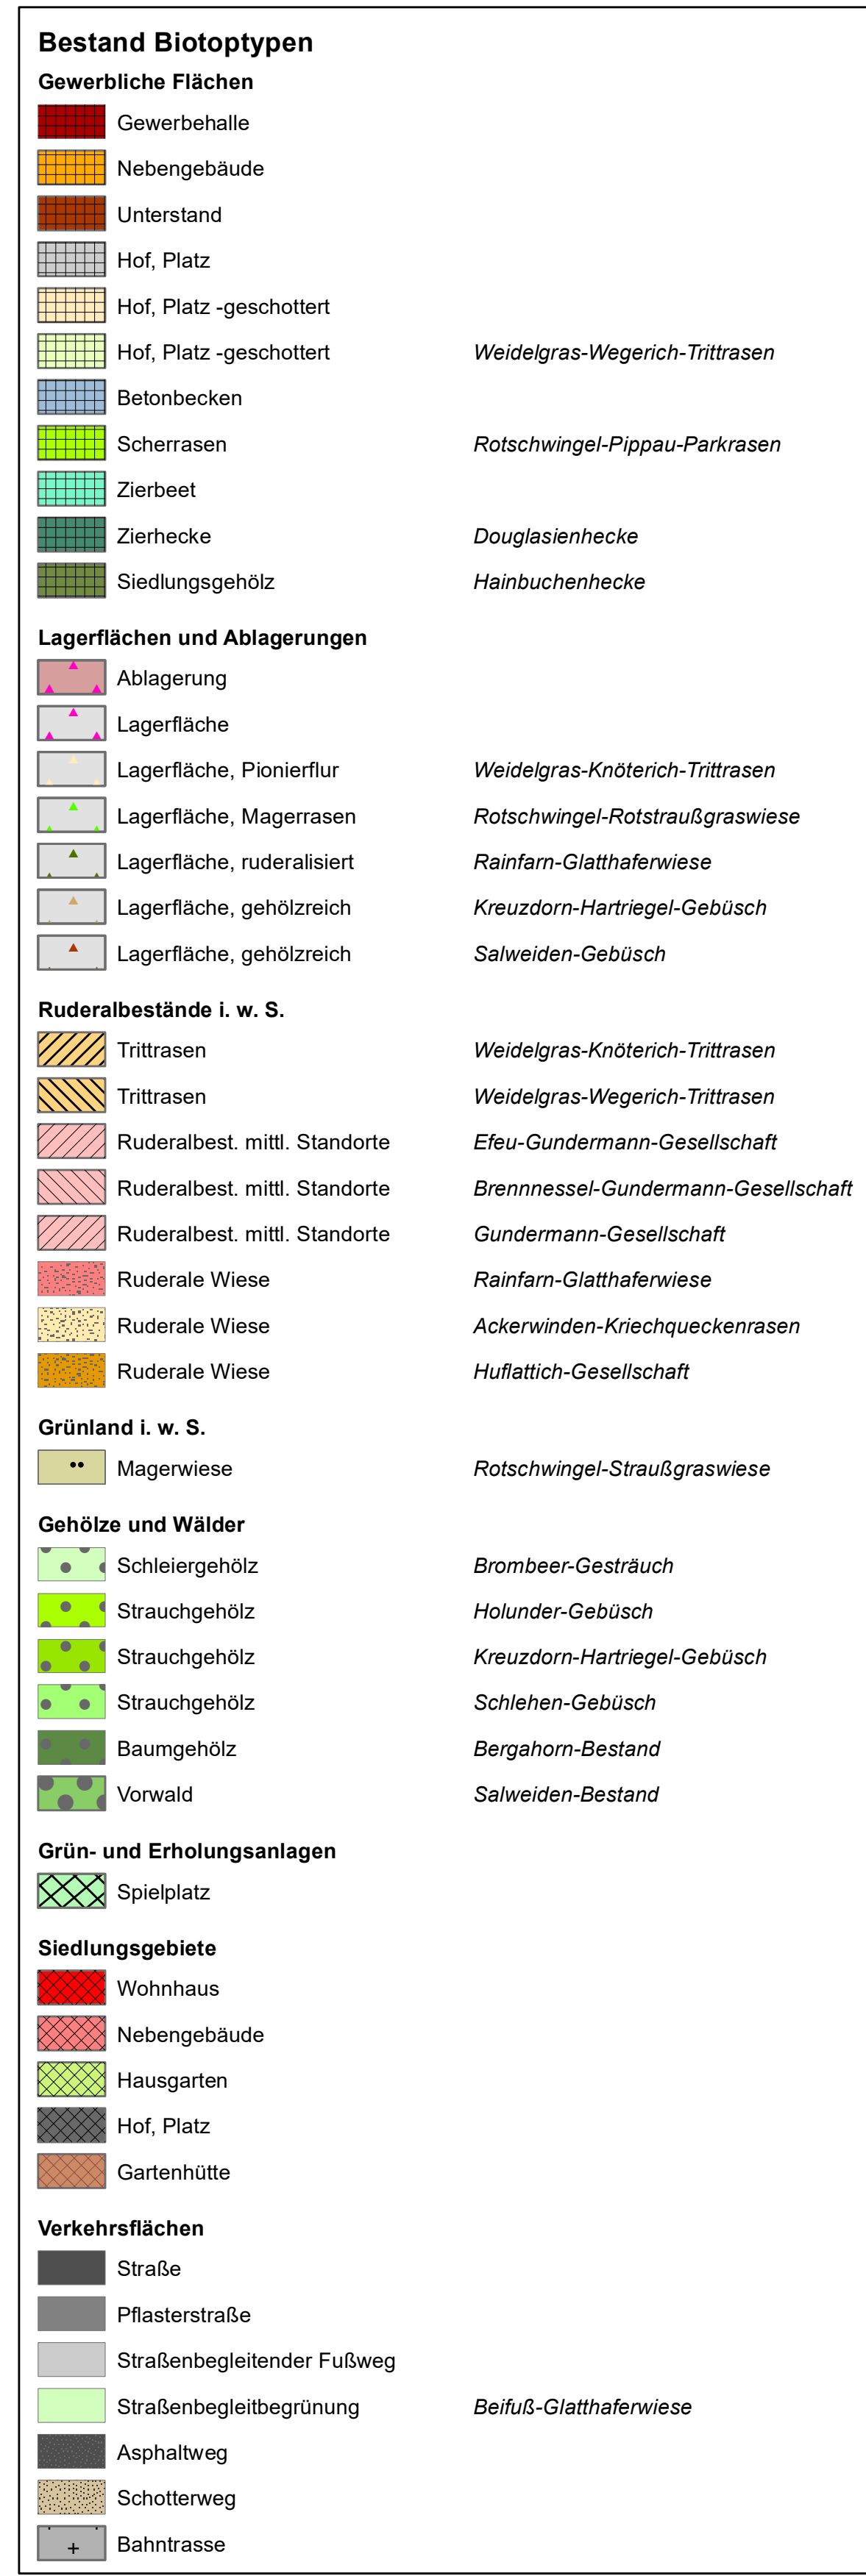 Bestand Biotoptypen
Gewerbliche Flächen
Gewerbehalle
Nebengebäude
Unterstand
Hof, Platz
Hof, Platz -geschottert
Hof, Platz -geschottert Weidelgras-Wegerich-Trittrasen
Betonbecken
Scherrasen Rotschwingel-Pippau-Parkrasen
Zierbeet
Zierhecke Douglasienhecke
Siedlungsgehölz Hainbuchenhecke
Lagerflächen und Ablagerungen
Ablagerung
Lagerfläche
Lagerfläche, Pionierflur Weidelgras-Knöterich-Trittrasen
Lagerfläche, Magerrasen Rotschwingel-Rotstraußgraswiese
Lagerfläche, ruderalisiert Rainfarn-Glatthaferwiese
Lagerfläche, gehölzreich Kreuzdorn-Hartriegel-Gebüsch
Lagerfläche, gehölzreich Salweiden-Gebüsch
Ruderalbestände i. w. S.
Trittrasen Weidelgras-Knöterich-Trittrasen
Trittrasen Weidelgras-Wegerich-Trittrasen
Ruderalbest. mittl. Standorte Efeu-Gundermann-Gesellschaft
Ruderalbest. mittl. Standorte Brennnessel-Gundermann-Gesellschaft
Ruderalbest. mittl. Standorte Gundermann-Gesellschaft
Ruderale Wiese Rainfarn-Glatthaferwiese
Ruderale Wiese Ackerwinden-Kriechqueckenrasen
Ruderale Wiese Huflattich-Gesellschaft
Grünland i. w. S.
Magerwiese Rotschwingel-Straußgraswiese
Gehölze und Wälder
Schleiergehölz Brombeer-Gesträuch
Strauchgehölz Holunder-Gebüsch
Strauchgehölz Kreuzdorn-Hartriegel-Gebüsch
Strauchgehölz Schlehen-Gebüsch
Baumgehölz Bergahorn-Bestand
Vorwald Salweiden-Bestand
Grün- und Erholungsanlagen
Spielplatz
Siedlungsgebiete
Wohnhaus
Nebengebäude
Hausgarten
Hof, Platz
Gartenhütte
Verkehrsflächen
Straße
Pflasterstraße
Straßenbegleitender Fußweg
Straßenbegleitbegrünung Beifuß-Glatthaferwiese
Asphaltweg
Schotterweg
Bahntrasse